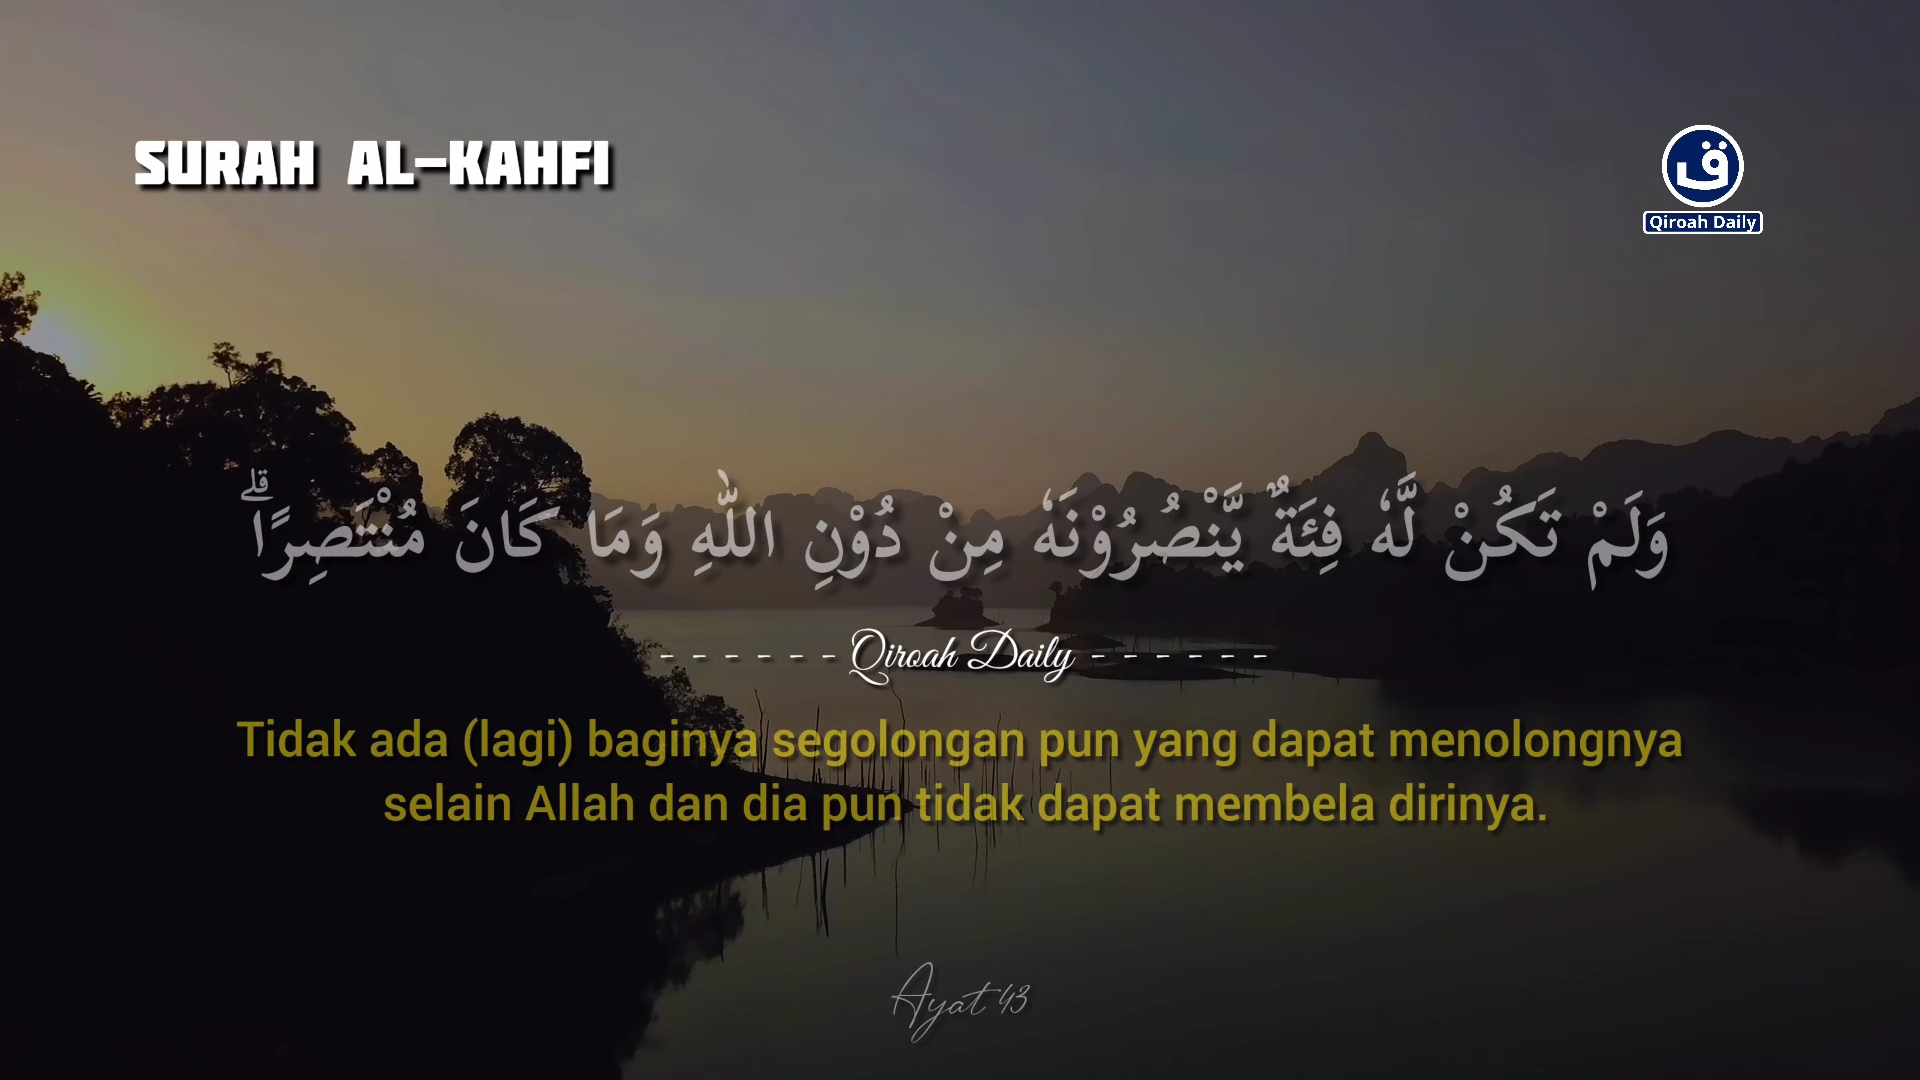 SURAH AL-KAHFI
ق
Qiroah Daily
وَلَمْ تَكُنْ لَّهٗ فِئَةٌ يَّنْصُرُوْنَهٗ مِنْ دُوْنِ اللّٰهِ وَمَا كَانَ مُنْتَصِرًاۗ
- - - - - - Qiroah Daily - - - - - -
Tidak ada (lagi) baginya segolongan pun yang dapat menolongnya
selain Allah dan dia pun tidak dapat membela dirinya.
Ayat 43